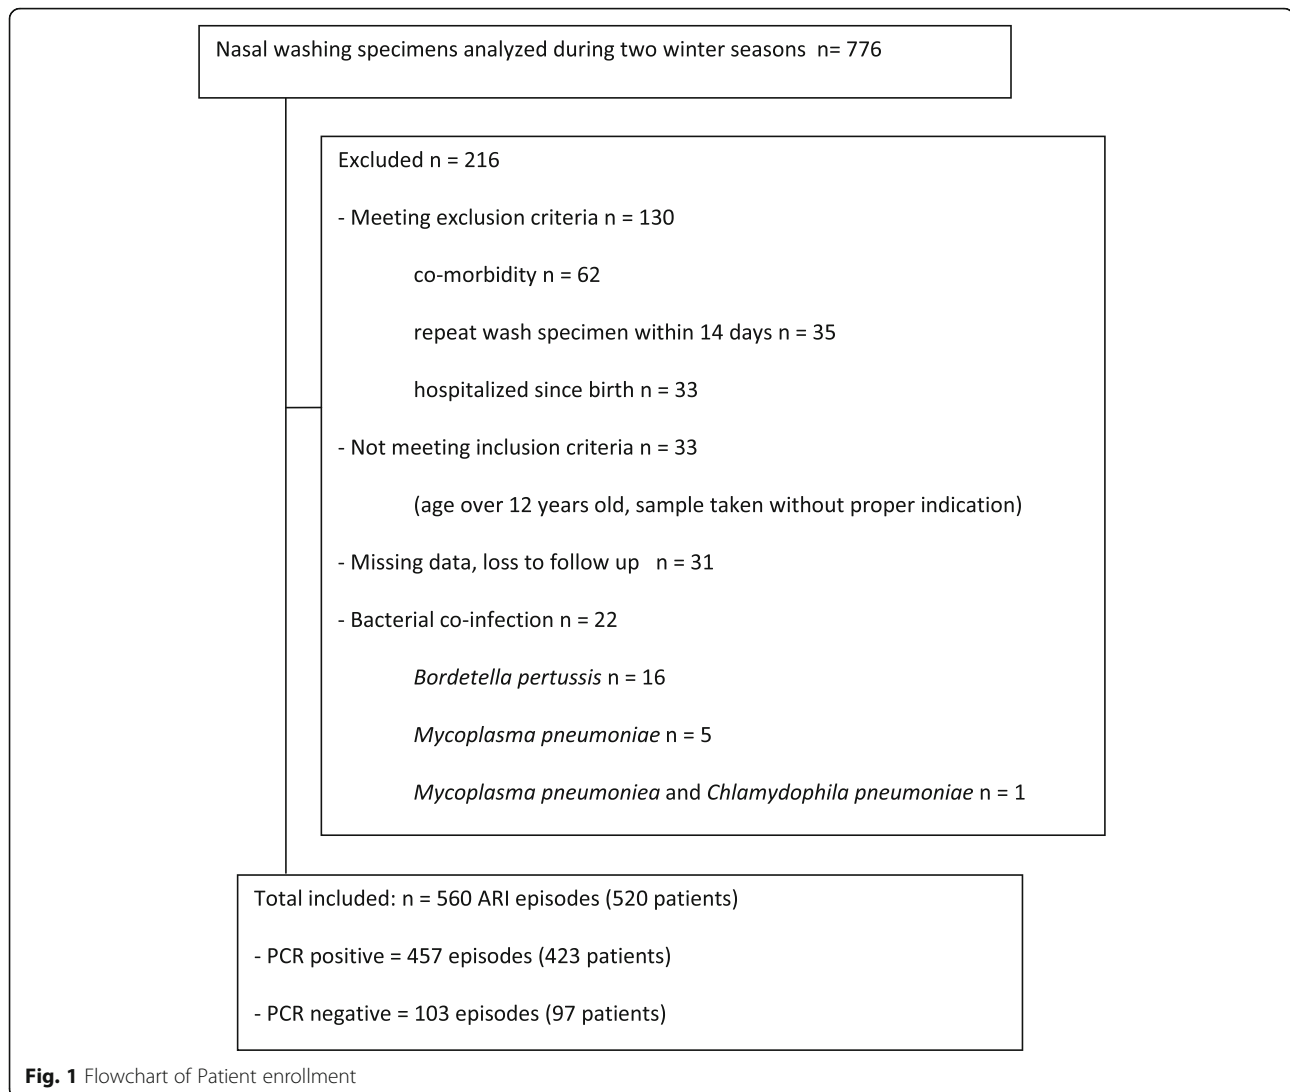 Nasal washing specimens analyzed during two winter seasons n= 776
Excluded n = 216
- Meeting exclusion criteria n = 130
co-morbidity n = 62
repeat wash specimen within 14 days n = 35
hospitalized since birth n = 33
- Not meeting inclusion criteria n = 33
(age over 12 years old, sample taken without proper indication)
- Missing data, loss to follow up n = 31
- Bacterial co-infection n = 22
Bordetella pertussis n = 16
Mycoplasma pneumoniae n = 5
Mycoplasma pneumoniea and Chlamydophila pneumoniae n = 1
Total included: n = 560 ARI episodes (520 patients)
- PCR positive = 457 episodes (423 patients)
- PCR negative = 103 episodes (97 patients)
Fig. 1 Flowchart of Patient enrollment